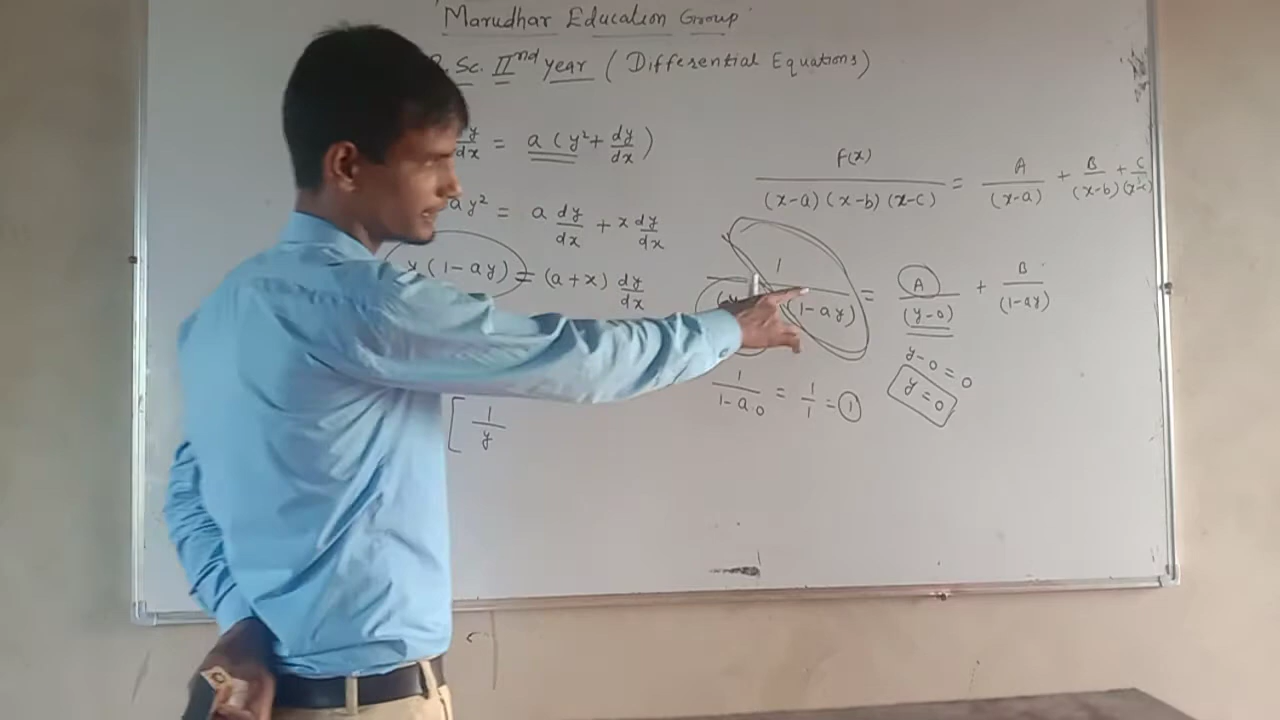 Marudhar Education Group
Sc. IInd year ( Differential Equations )
y/dx = a ( y² + dy/dx )
ay² = a dy/dx + x dy/dx
y ( 1 - ay ) = (a+x) dy/dx
[ 1/y
F(x) / (x-a) (x-b) (x-c) = A/(x-a) + B/(x-b) + C/(x-c)
1 / (1-ay) = A/(y-0) + B/(1-ay)
y-0 = 0
y = 0
1/(1-a.0) = 1/1 = 1